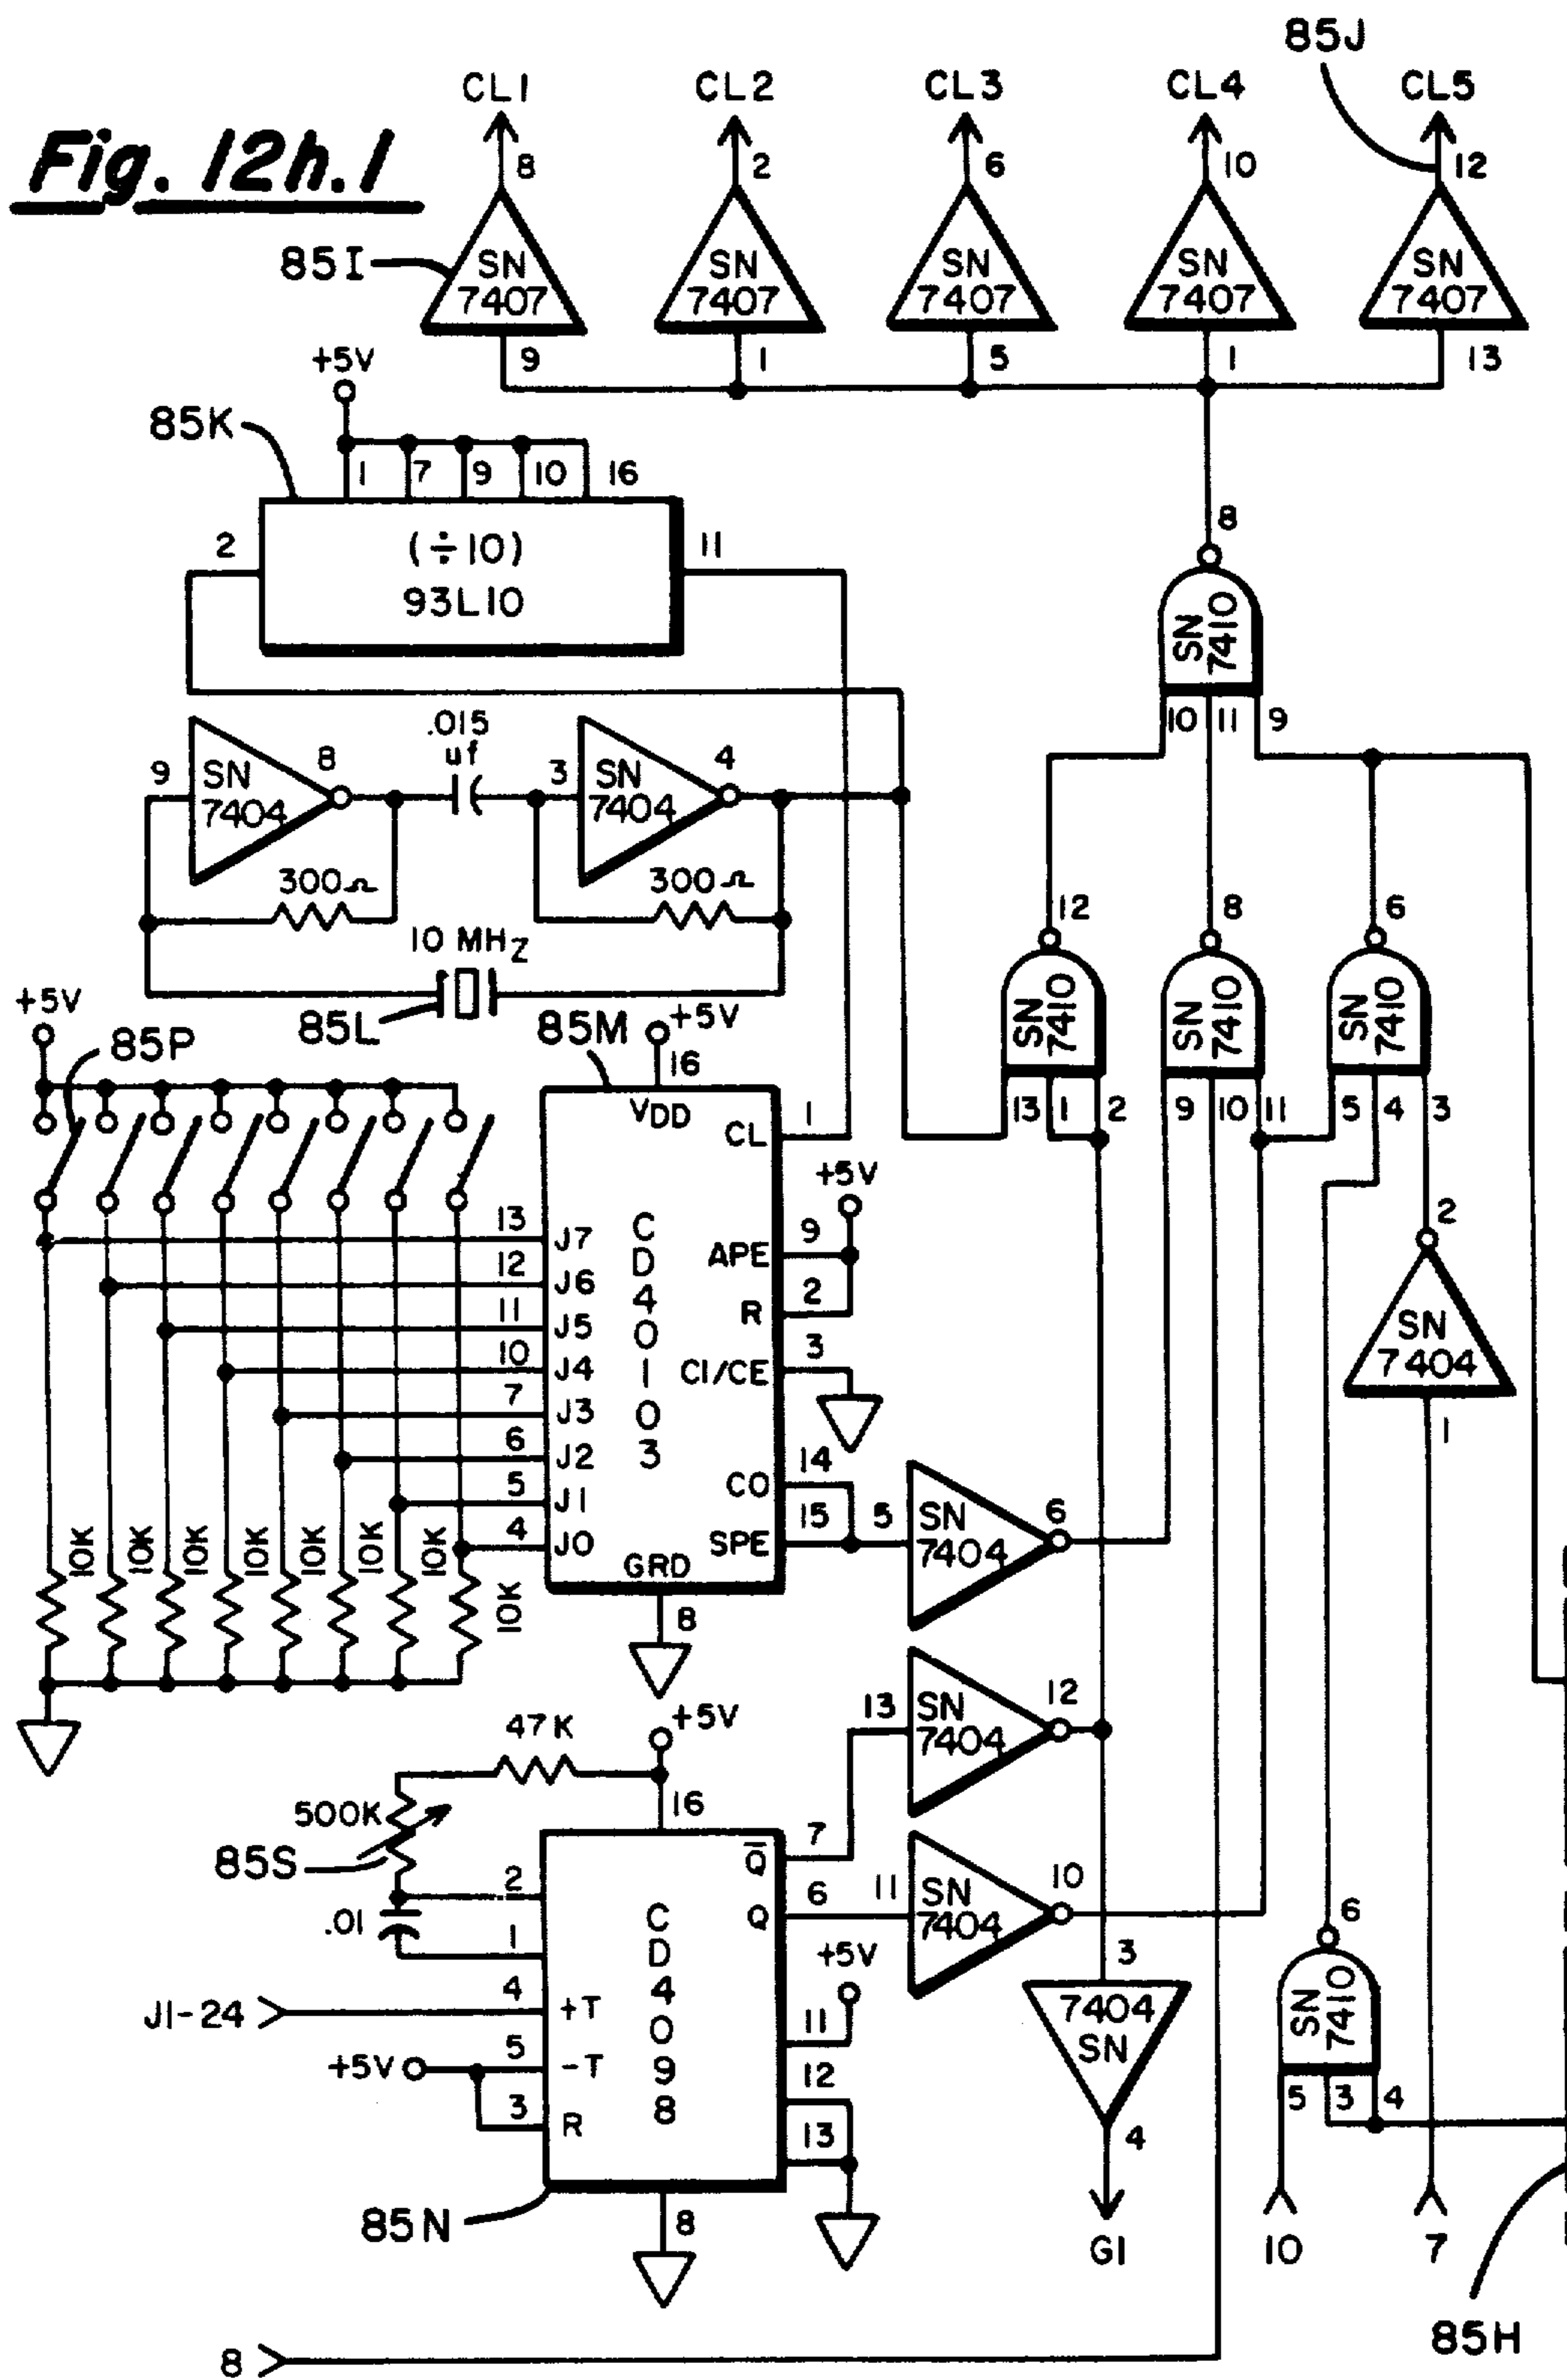 Fig. 12h.1
85J
CL1 CL2 CL3 CL4 CL5
8 2 6 10 12
85I
SN 7407 SN 7407 SN 7407 SN 7407 SN 7407
9 1 5 1 13
+5V
85K
1 7 9 10 16
8
2 (÷10) 11
93L10
SN 7410
10 11 9
.015 uf
9 SN 7404 8 3 SN 7404 4
300Ω 300Ω
10 MHz
85L
12 8 6
SN 7410 SN 7410 SN 7410
13 1 2 9 10 11 5 4 3
+5V
85P
85M
+5V
16
VDD
CL 1
+5V
13 J7
12 J6
11 J5
10 J4
7 J3
6 J2
5 J1
4 J0
CD40103
APE 9
R 2
CI/CE 3
CO 14
SPE 15
GRD
8
2
SN 7404
1
5 SN 7404 6
10K 10K 10K 10K 10K 10K 10K 10K
13 SN 7404 12
47K
+5V
500K
16
85S
.01
2
1
J1-24 4 +T
+5V 5 -T
3 R
CD4098
Q̅ 7
Q 6
+5V
11
12
13
8
85N
11 SN 7404 10
3
7404 SN
4
G1
6
SN 7410
5 3 4
10 7
85H
8